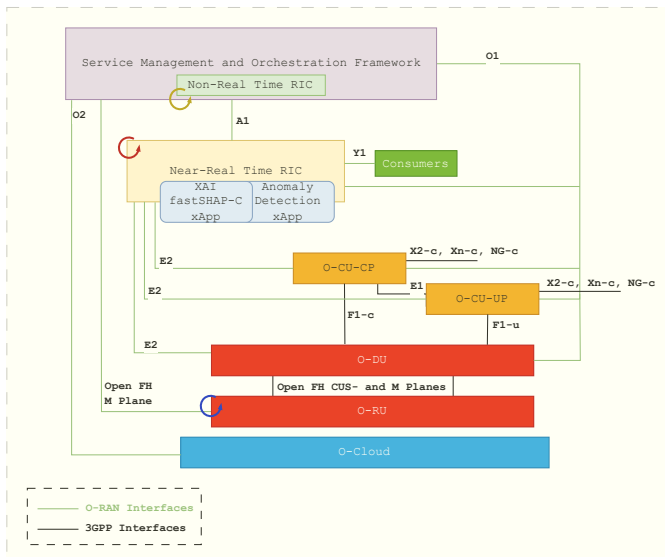 Service Management and Orchestration Framework
Non-Real Time RIC
O1
O2
A1
Near-Real Time RIC
Y1
Consumers
XAI
fastSHAP-C
xApp
Anomaly
Detection
xApp
X2-c, Xn-c, NG-c
E2
O-CU-CP
E1
X2-c, Xn-c, NG-c
E2
O-CU-UP
F1-c
F1-u
E2
O-DU
Open FH
M Plane
Open FH CUS- and M Planes
O-RU
O-Cloud
O-RAN Interfaces
3GPP Interfaces